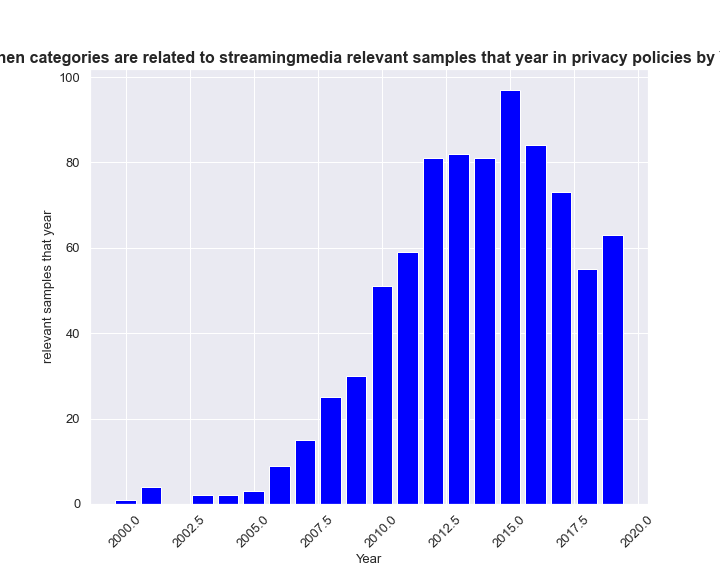 categories are related to streamingmedia relevant samples that year in privacy policies by
100
80
60
40
20
0
relevant samples that year
2000.0 2002.5 2005.0 2007.5 2010.0 2012.5 2015.0 2017.5 2020.0
Year